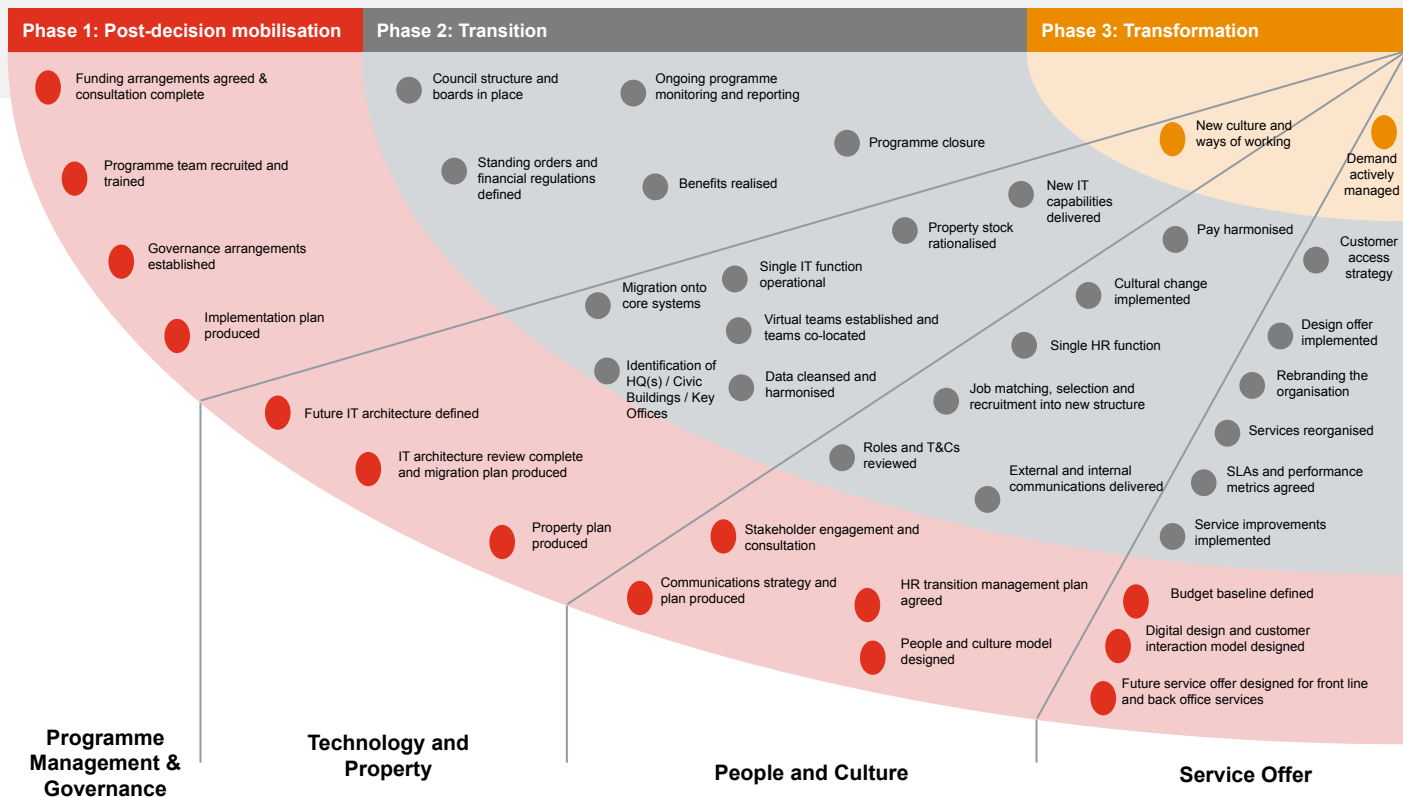 Phase 1: Post-decision mobilisation
Phase 2: Transition
Phase 3: Transformation
Funding arrangements agreed &
consultation complete
Programme team recruited and
trained
Governance arrangements
established
Implementation plan
produced
Council structure and
boards in place
Ongoing programme
monitoring and reporting
Programme closure
Standing orders and
financial regulations
defined
Benefits realised
New culture and
ways of working
Demand
actively
managed
New IT
capabilities
delivered
Property stock
rationalised
Single IT function
operational
Migration onto
core systems
Virtual teams established and
teams co-located
Identification of
HQ(s) / Civic
Buildings / Key
Offices
Data cleansed and
harmonised
Future IT architecture defined
IT architecture review complete
and migration plan produced
Property plan
produced
Pay harmonised
Cultural change
implemented
Single HR function
Job matching, selection and
recruitment into new structure
Roles and T&Cs
reviewed
External and internal
communications delivered
Stakeholder engagement and
consultation
Communications strategy and
plan produced
HR transition management plan
agreed
People and culture model
designed
Customer
access
strategy
Design offer
implemented
Rebranding the
organisation
Services reorganised
SLAs and performance
metrics agreed
Service improvements
implemented
Budget baseline defined
Digital design and customer
interaction model designed
Future service offer designed for front line
and back office services
Programme
Management &
Governance
Technology and
Property
People and Culture
Service Offer